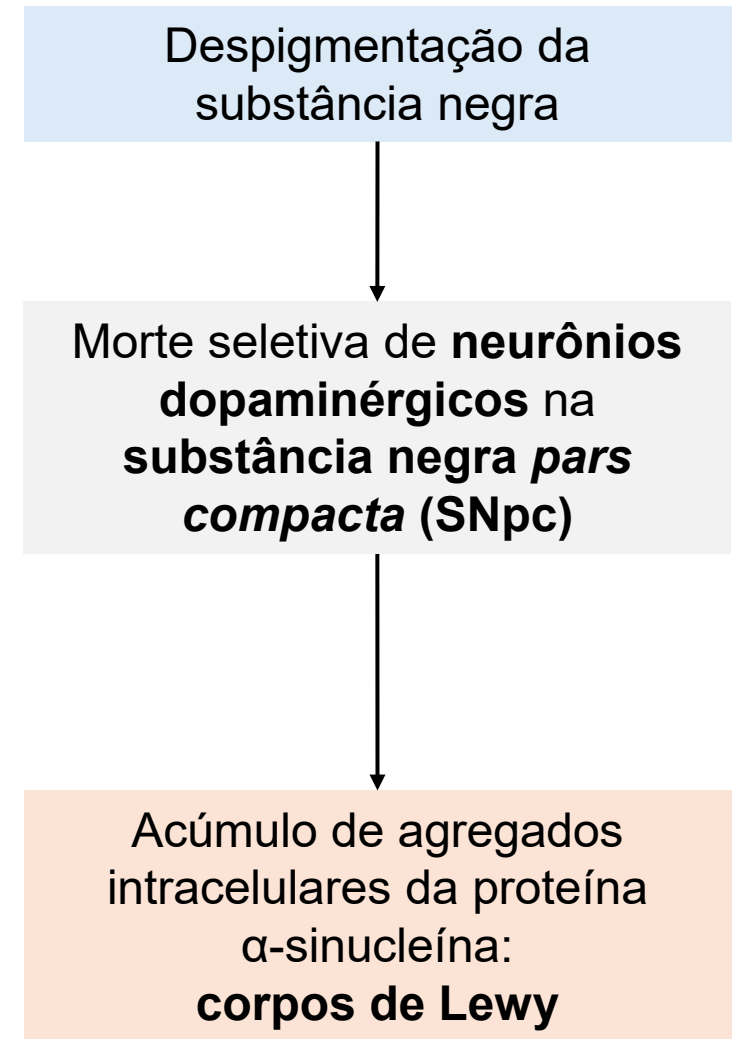 Despigmentação da
substância negra
Morte seletiva de neurônios
dopaminérgicos na
substância negra pars
compacta (SNpc)
Acúmulo de agregados
intracelulares da proteína
α-sinucleína:
corpos de Lewy